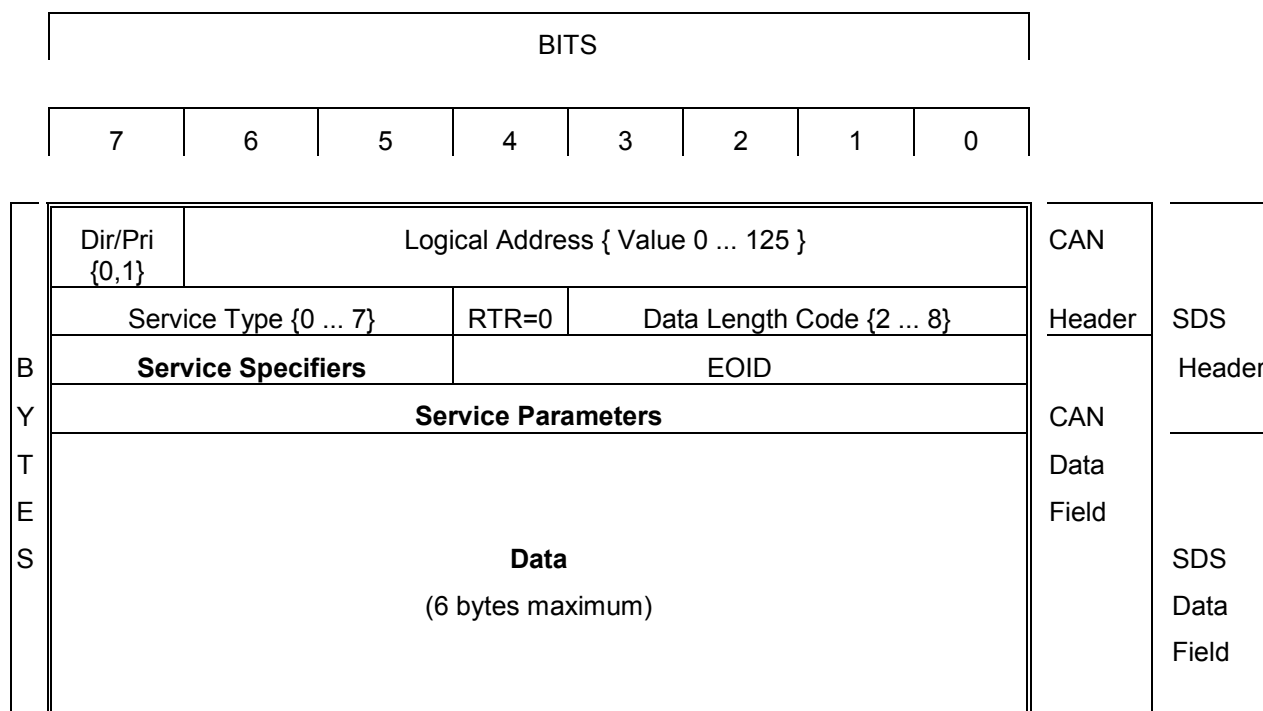 BITS
7 6 5 4 3 2 1 0
Dir/Pri Logical Address { Value 0 ... 125 } CAN
{0,1}
Service Type {0 ... 7} RTR=0 Data Length Code {2 ... 8} Header SDS
B Service Specifiers EOID Header
Y Service Parameters CAN
T Data
E Field
S Data SDS
(6 bytes maximum) Data
Field